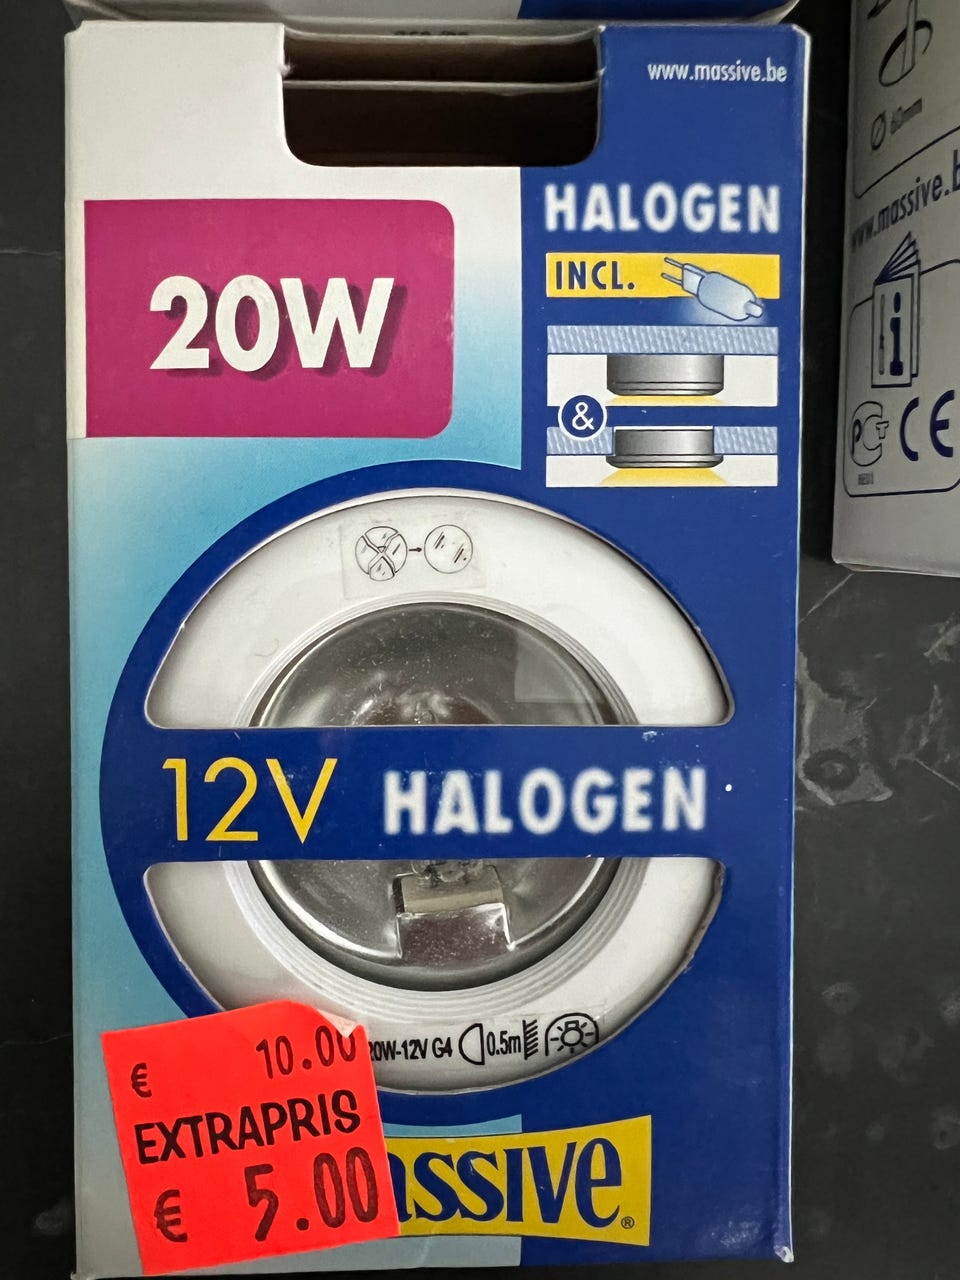 www.massive.be
HALOGEN
INCL.
&
20W
12V HALOGEN
20W-12V G4 0.5m
€ 10.00
EXTRAPRIS
€ 5.00
assive®
Ø 60mm
www.massive.b
i
CE